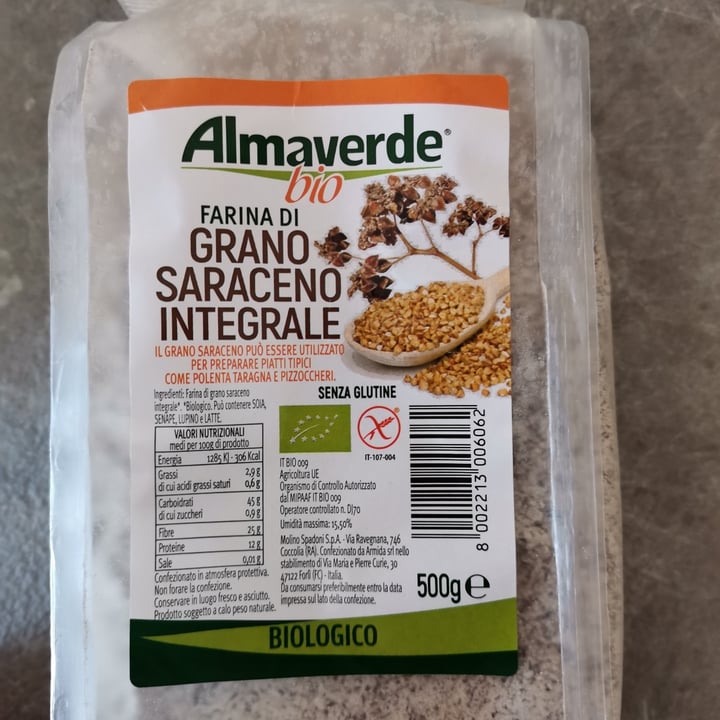 Almaverde®
bio
FARINA DI
GRANO
SARACENO
INTEGRALE
IL GRANO SARACENO PUÒ ESSERE UTILIZZATO
PER PREPARARE PIATTI TIPICI
COME POLENTA TARAGNA E PIZZOCCHERI.
Ingredienti: Farina di grano saraceno
integrale*. *Biologico. Può contenere SOIA,
SENAPE, LUPINO e LATTE.
VALORI NUTRIZIONALI
medi per 100g di prodotto
Energia 1285 KJ - 306 Kcal
Grassi 2,9 g
di cui acidi grassi saturi 0,6 g
Carboidrati 45 g
di cui zuccheri 0,9 g
Fibre 25 g
Proteine 12 g
Sale 0,01 g
Confezionato in atmosfera protettiva.
Non forare la confezione.
Conservare in luogo fresco e asciutto.
Prodotto soggetto a calo peso naturale.
SENZA GLUTINE
IT-107-004
IT BIO 009
Agricoltura UE
Organismo di Controllo Autorizzato
dal MIPAAF IT BIO 009
Operatore controllato n. DJ70
Umidità massima: 15,50%
Molino Spadoni S.p.A. - Via Ravegnana, 746
Coccolia (RA). Confezionato da Armida srl nello
stabilimento di Via Maria e Pierre Curie, 30
47122 Forlì (FC) - Italia.
Da consumarsi preferibilmente entro la data
impressa sul lato della confezione.
8 002213 006062
500g ℮
BIOLOGICO